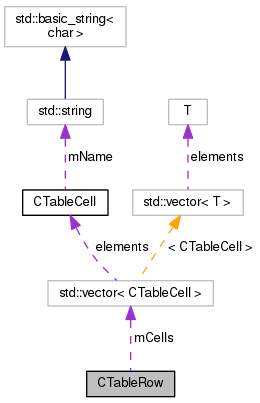 std::basic_string<
char >
std::string
T
mName
elements
CTableCell
std::vector< T >
elements
< CTableCell >
std::vector< CTableCell >
mCells
CTableRow